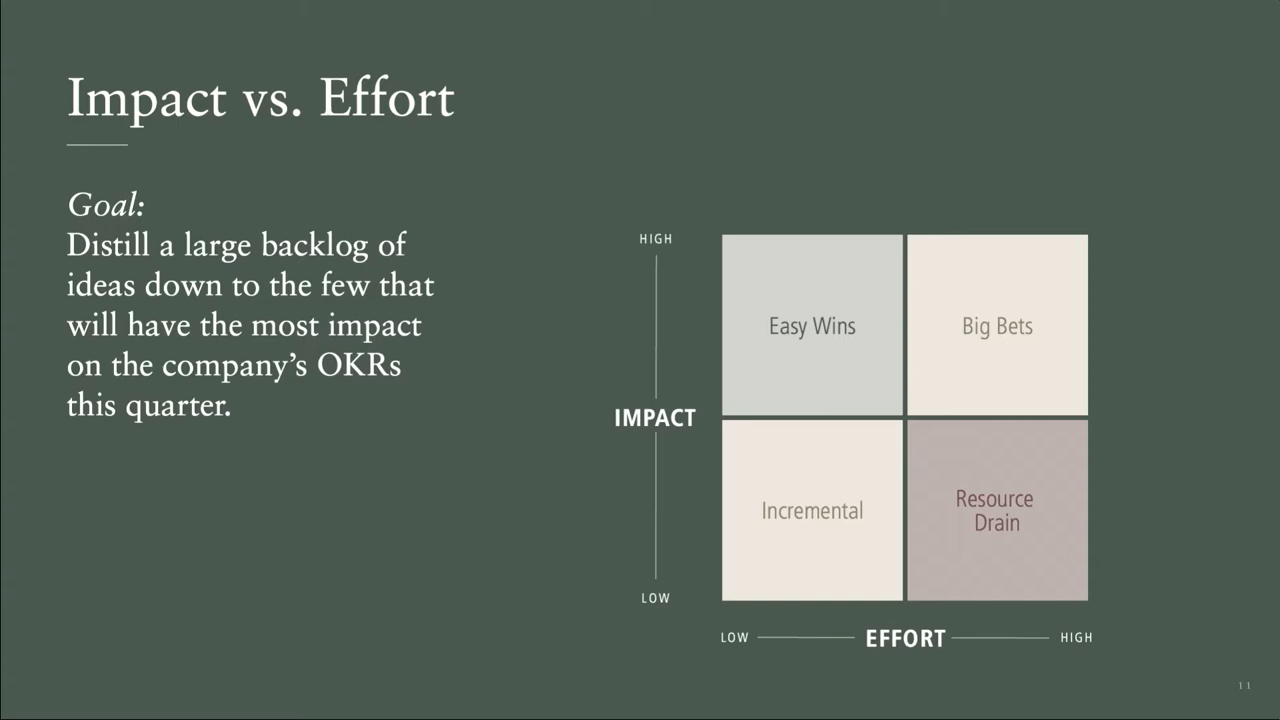 Impact vs. Effort
Goal:
Distill a large backlog of
ideas down to the few that
will have the most impact
on the company’s OKRs
this quarter.
HIGH
IMPACT
LOW
Easy Wins
Big Bets
Incremental
Resource
Drain
LOW
EFFORT
HIGH
11